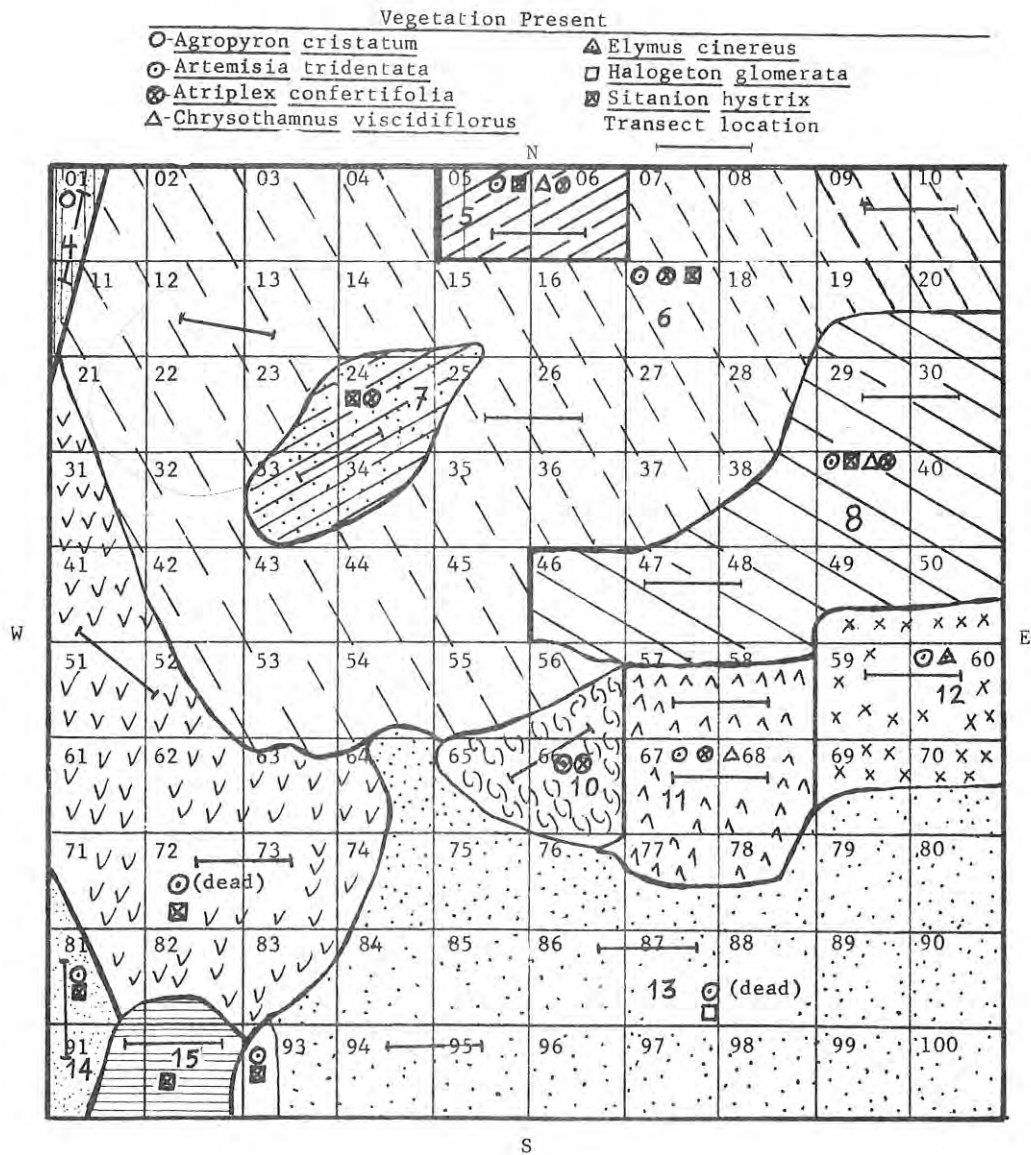 Vegetation Present
O-Agropyron cristatum
-Artemisia tridentata
-Atriplex confertifolia
-Chrysothamnus viscidiflorus
Elymus cinereus
Halogeton glomerata
Sitanion hystrix
Transect location
N
01 02 03 04 05 06 07 08 09 10
5
4
11 12 13 14 15 16 18 19 20
6
21 22 23 24 25 26 27 28 29 30
7
31 32 33 34 35 36 37 38 40
8
41 42 43 44 45 46 47 48 49 50
W
E
51 52 53 54 55 56 57 58 59 60
12
61 62 63 64 65 66 67 68 69 70
10
11
71 72 73 74 75 76 77 78 79 80
(dead)
81 82 83 84 85 86 87 88 89 90
13 (dead)
91 93 94 95 96 97 98 99 100
14
15
S